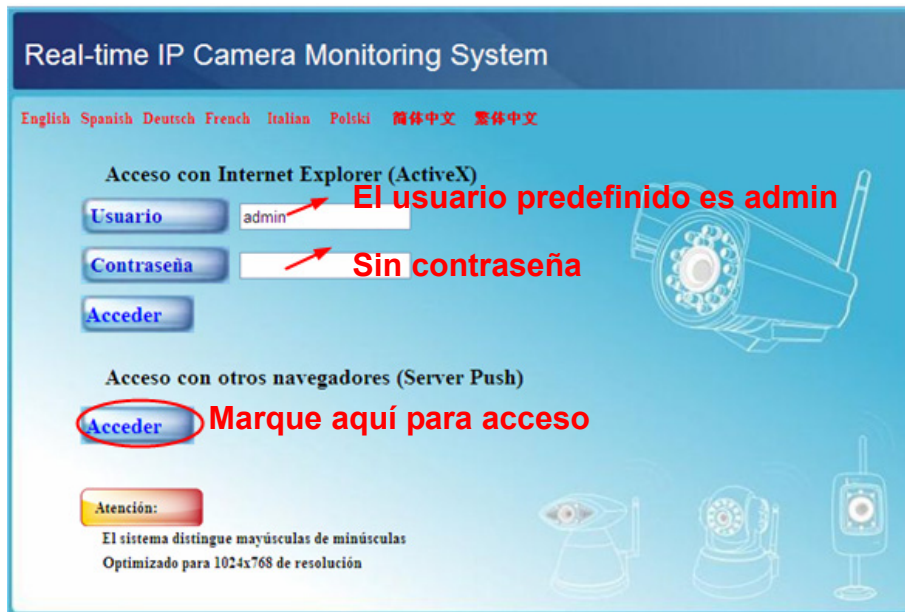 Real-time IP Camera Monitoring System
English Spanish Deutsch French Italian Polski 简体中文 繁体中文
Acceso con Internet Explorer (ActiveX)
El usuario predefinido es admin
Usuario admin
Contraseña
Sin contraseña
Acceder
Acceso con otros navegadores (Server Push)
Acceder Marque aquí para acceso
Atención:
El sistema distingue mayúsculas de minúsculas
Optimizado para 1024x768 de resolución